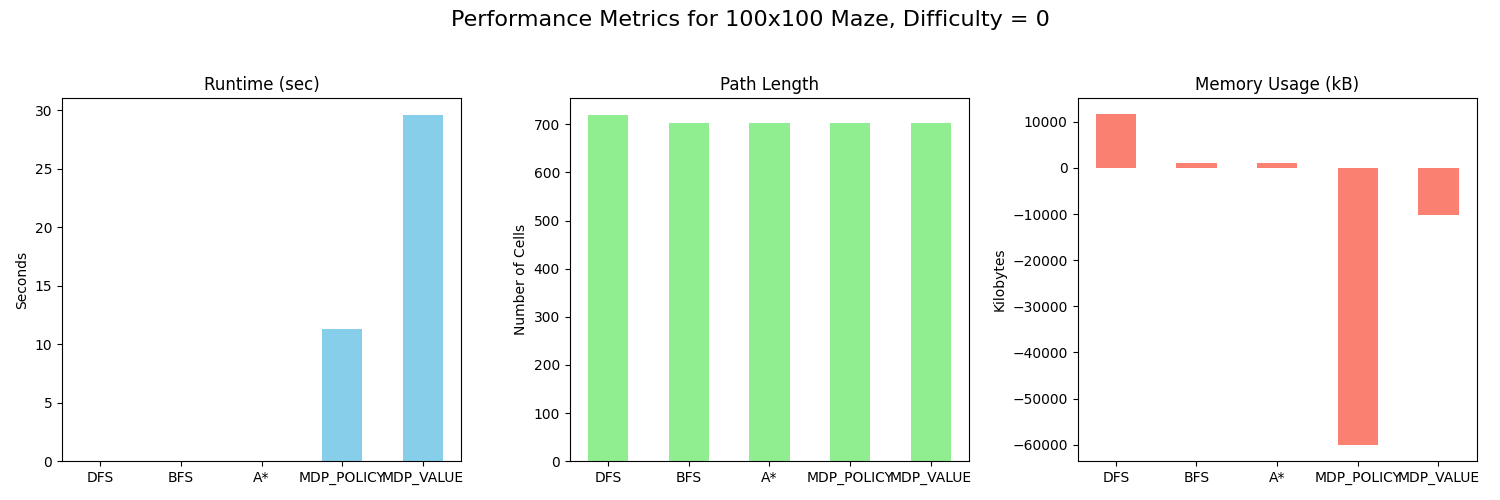 Performance Metrics for 100x100 Maze, Difficulty = 0
Runtime (sec)
Seconds
30
25
20
15
10
5
0
DFS BFS A* MDP_POLICY MDP_VALUE
Path Length
Number of Cells
700
600
500
400
300
200
100
0
DFS BFS A* MDP_POLICY MDP_VALUE
Memory Usage (kB)
Kilobytes
10000
0
−10000
−20000
−30000
−40000
−50000
−60000
DFS BFS A* MDP_POLICY MDP_VALUE